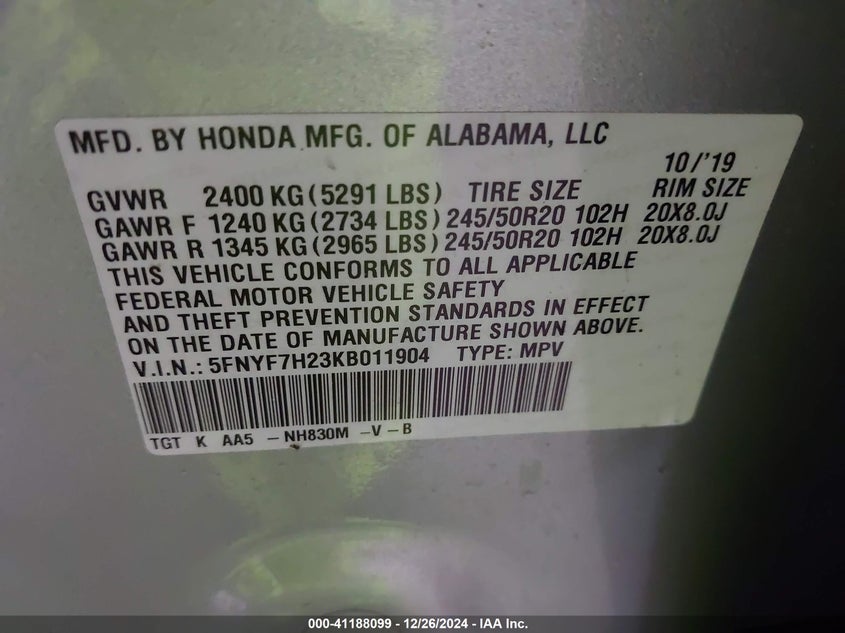 MFD. BY HONDA MFG. OF ALABAMA, LLC
10/'19
GVWR 2400 KG (5291 LBS) TIRE SIZE RIM SIZE
GAWR F 1240 KG (2734 LBS) 245/50R20 102H 20X8.0J
GAWR R 1345 KG (2965 LBS) 245/50R20 102H 20X8.0J
THIS VEHICLE CONFORMS TO ALL APPLICABLE
FEDERAL MOTOR VEHICLE SAFETY
AND THEFT PREVENTION STANDARDS IN EFFECT
ON THE DATE OF MANUFACTURE SHOWN ABOVE.
V.I.N.: 5FNYF7H23KB011904 TYPE: MPV
TGT K AA5 -NH830M -V-B
000-41188099 - 12/26/2024 - IAA Inc.